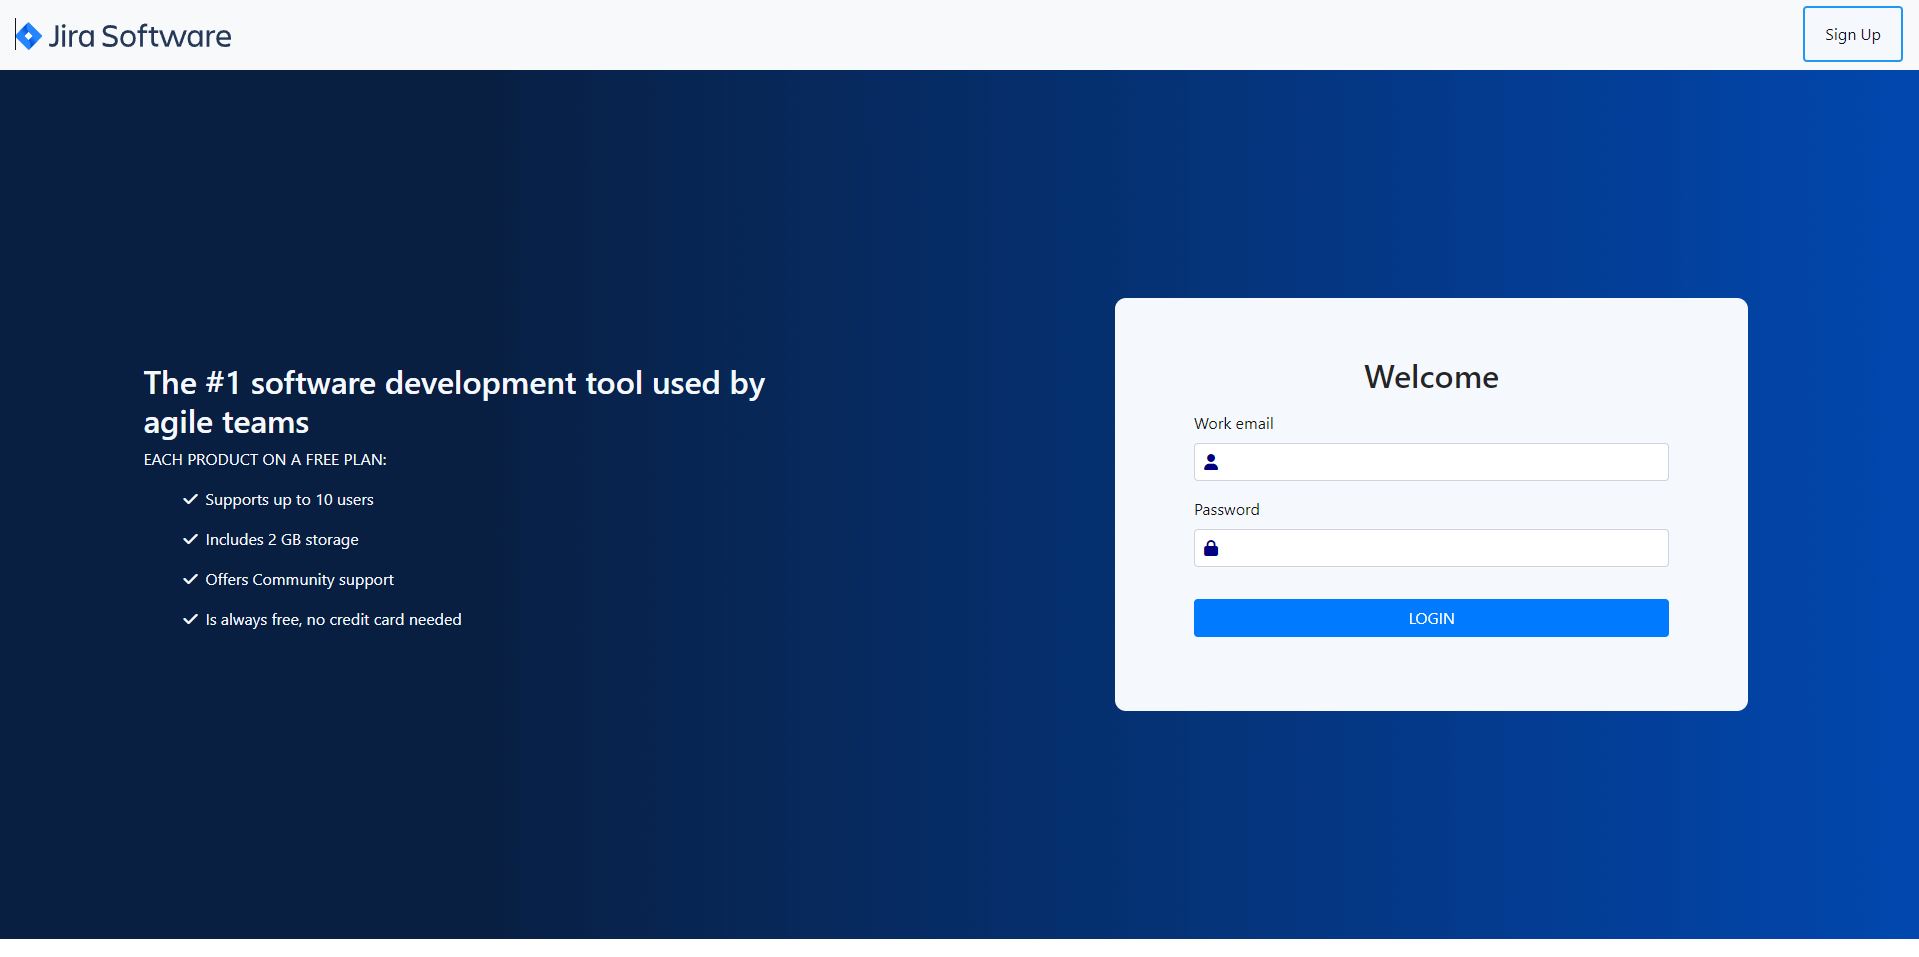 Jira Software
Sign Up
The #1 software development tool used by
agile teams
EACH PRODUCT ON A FREE PLAN:
Supports up to 10 users
Includes 2 GB storage
Offers Community support
Is always free, no credit card needed
Welcome
Work email
Password
LOGIN